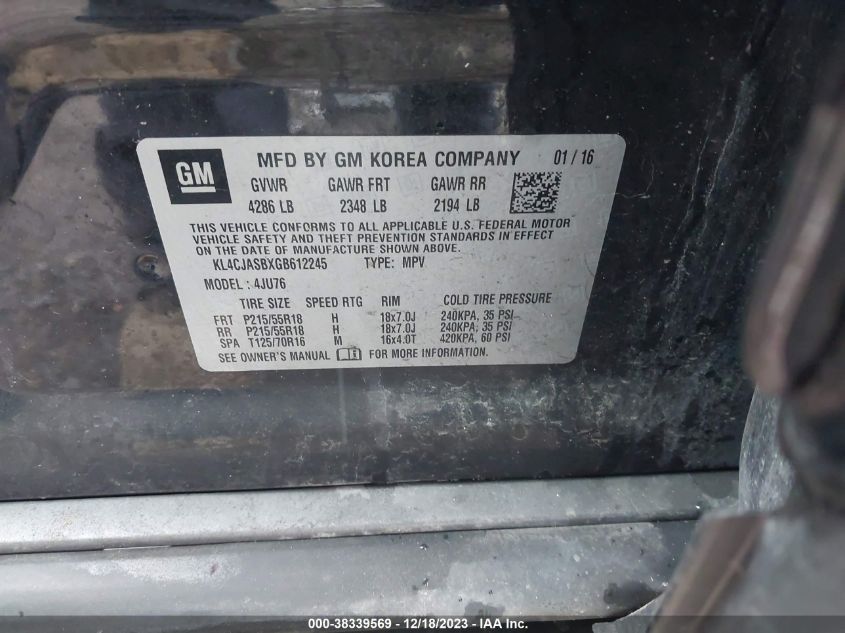 GM
MFD BY GM KOREA COMPANY 01 / 16
GVWR GAWR FRT GAWR RR
4286 LB 2348 LB 2194 LB
THIS VEHICLE CONFORMS TO ALL APPLICABLE U.S. FEDERAL MOTOR
VEHICLE SAFETY AND THEFT PREVENTION STANDARDS IN EFFECT
ON THE DATE OF MANUFACTURE SHOWN ABOVE.
KL4CJASBXGB612245 TYPE: MPV
MODEL : 4JU76
TIRE SIZE SPEED RTG RIM COLD TIRE PRESSURE
FRT P215/55R18 H 18x7.0J 240KPA, 35 PSI
RR P215/55R18 H 18x7.0J 240KPA, 35 PSI
SPA T125/70R16 M 16x4.0T 420KPA, 60 PSI
SEE OWNER'S MANUAL FOR MORE INFORMATION.
000-38339569 - 12/18/2023 - IAA Inc.